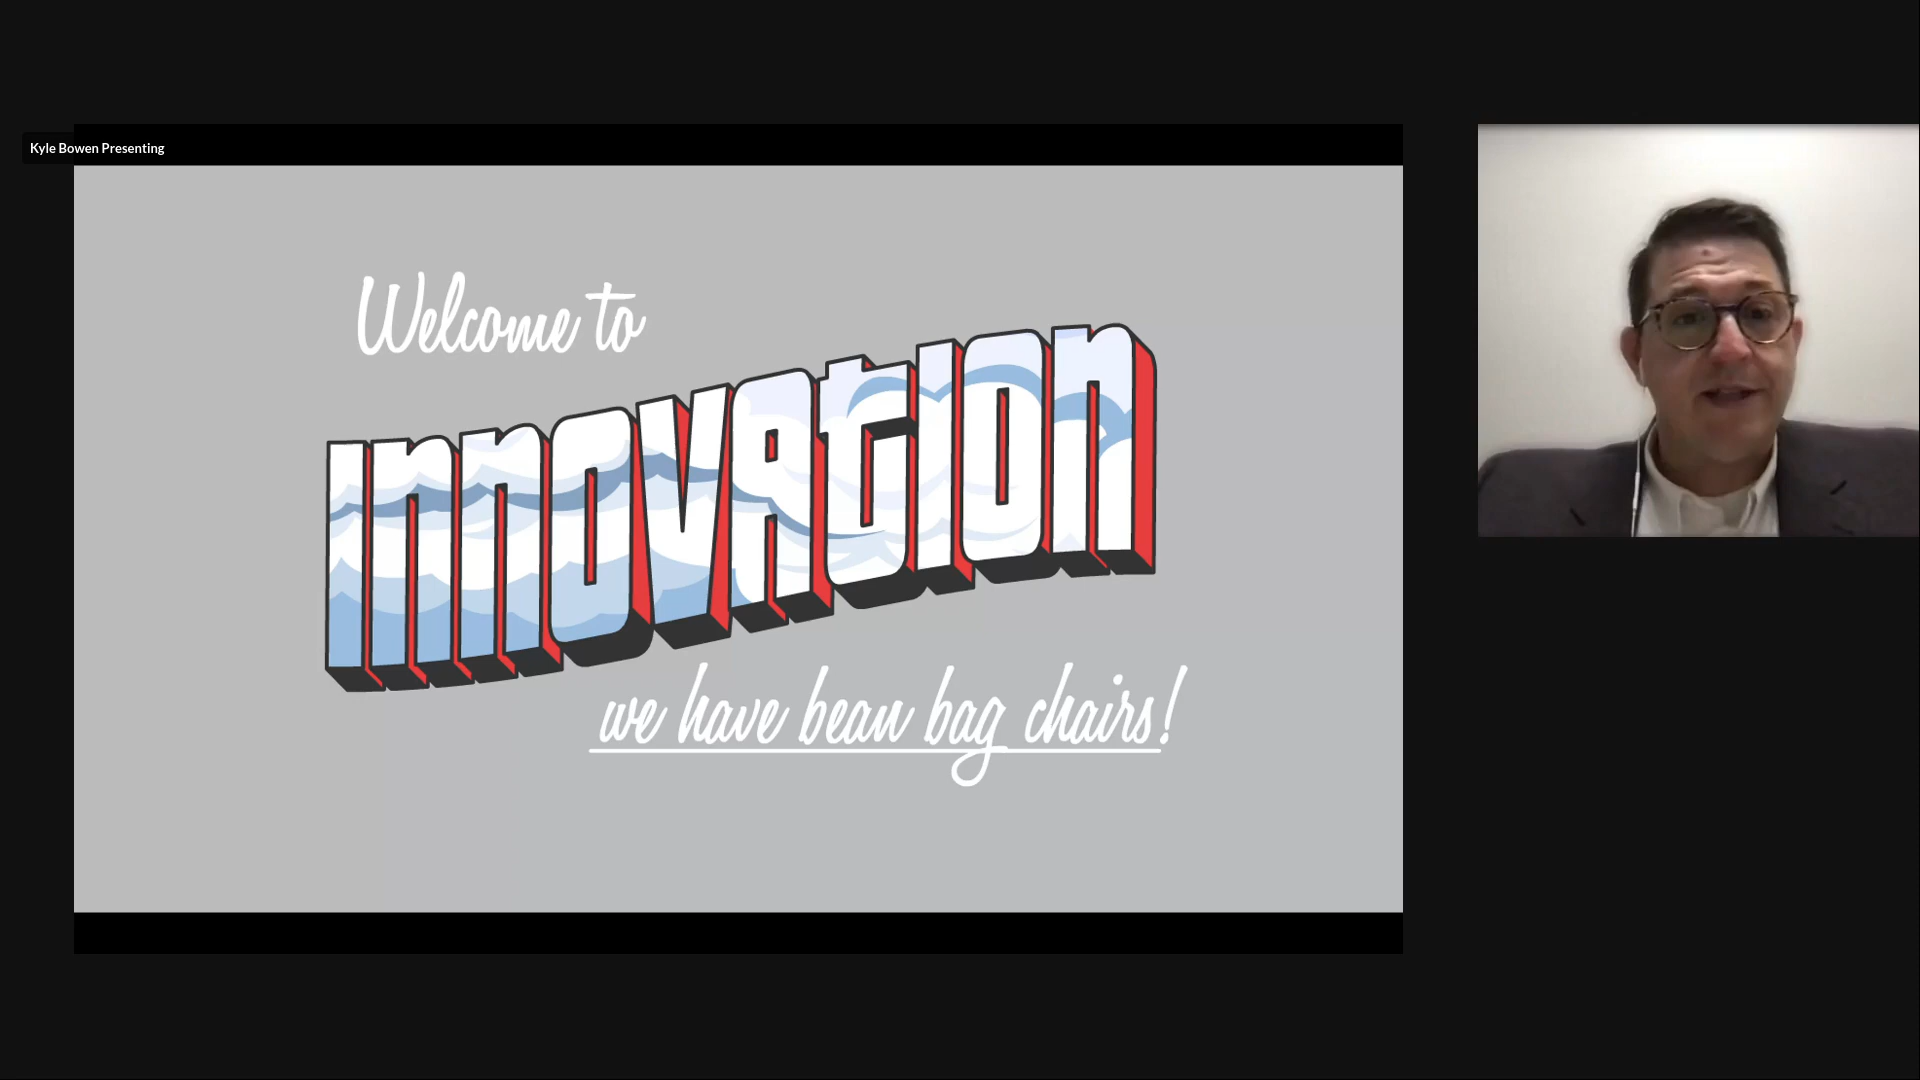 Kyle Bowen Presenting
Welcome to
InnovAtIon
we have bean bag chairs!